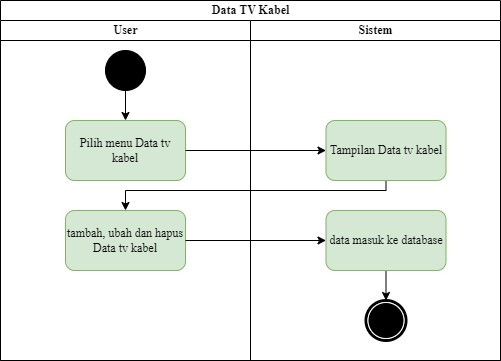 Data TV Kabel
User
Sistem
Pilih menu Data tv
kabel
Tampilan Data tv kabel
tambah, ubah dan hapus
Data tv kabel
data masuk ke database